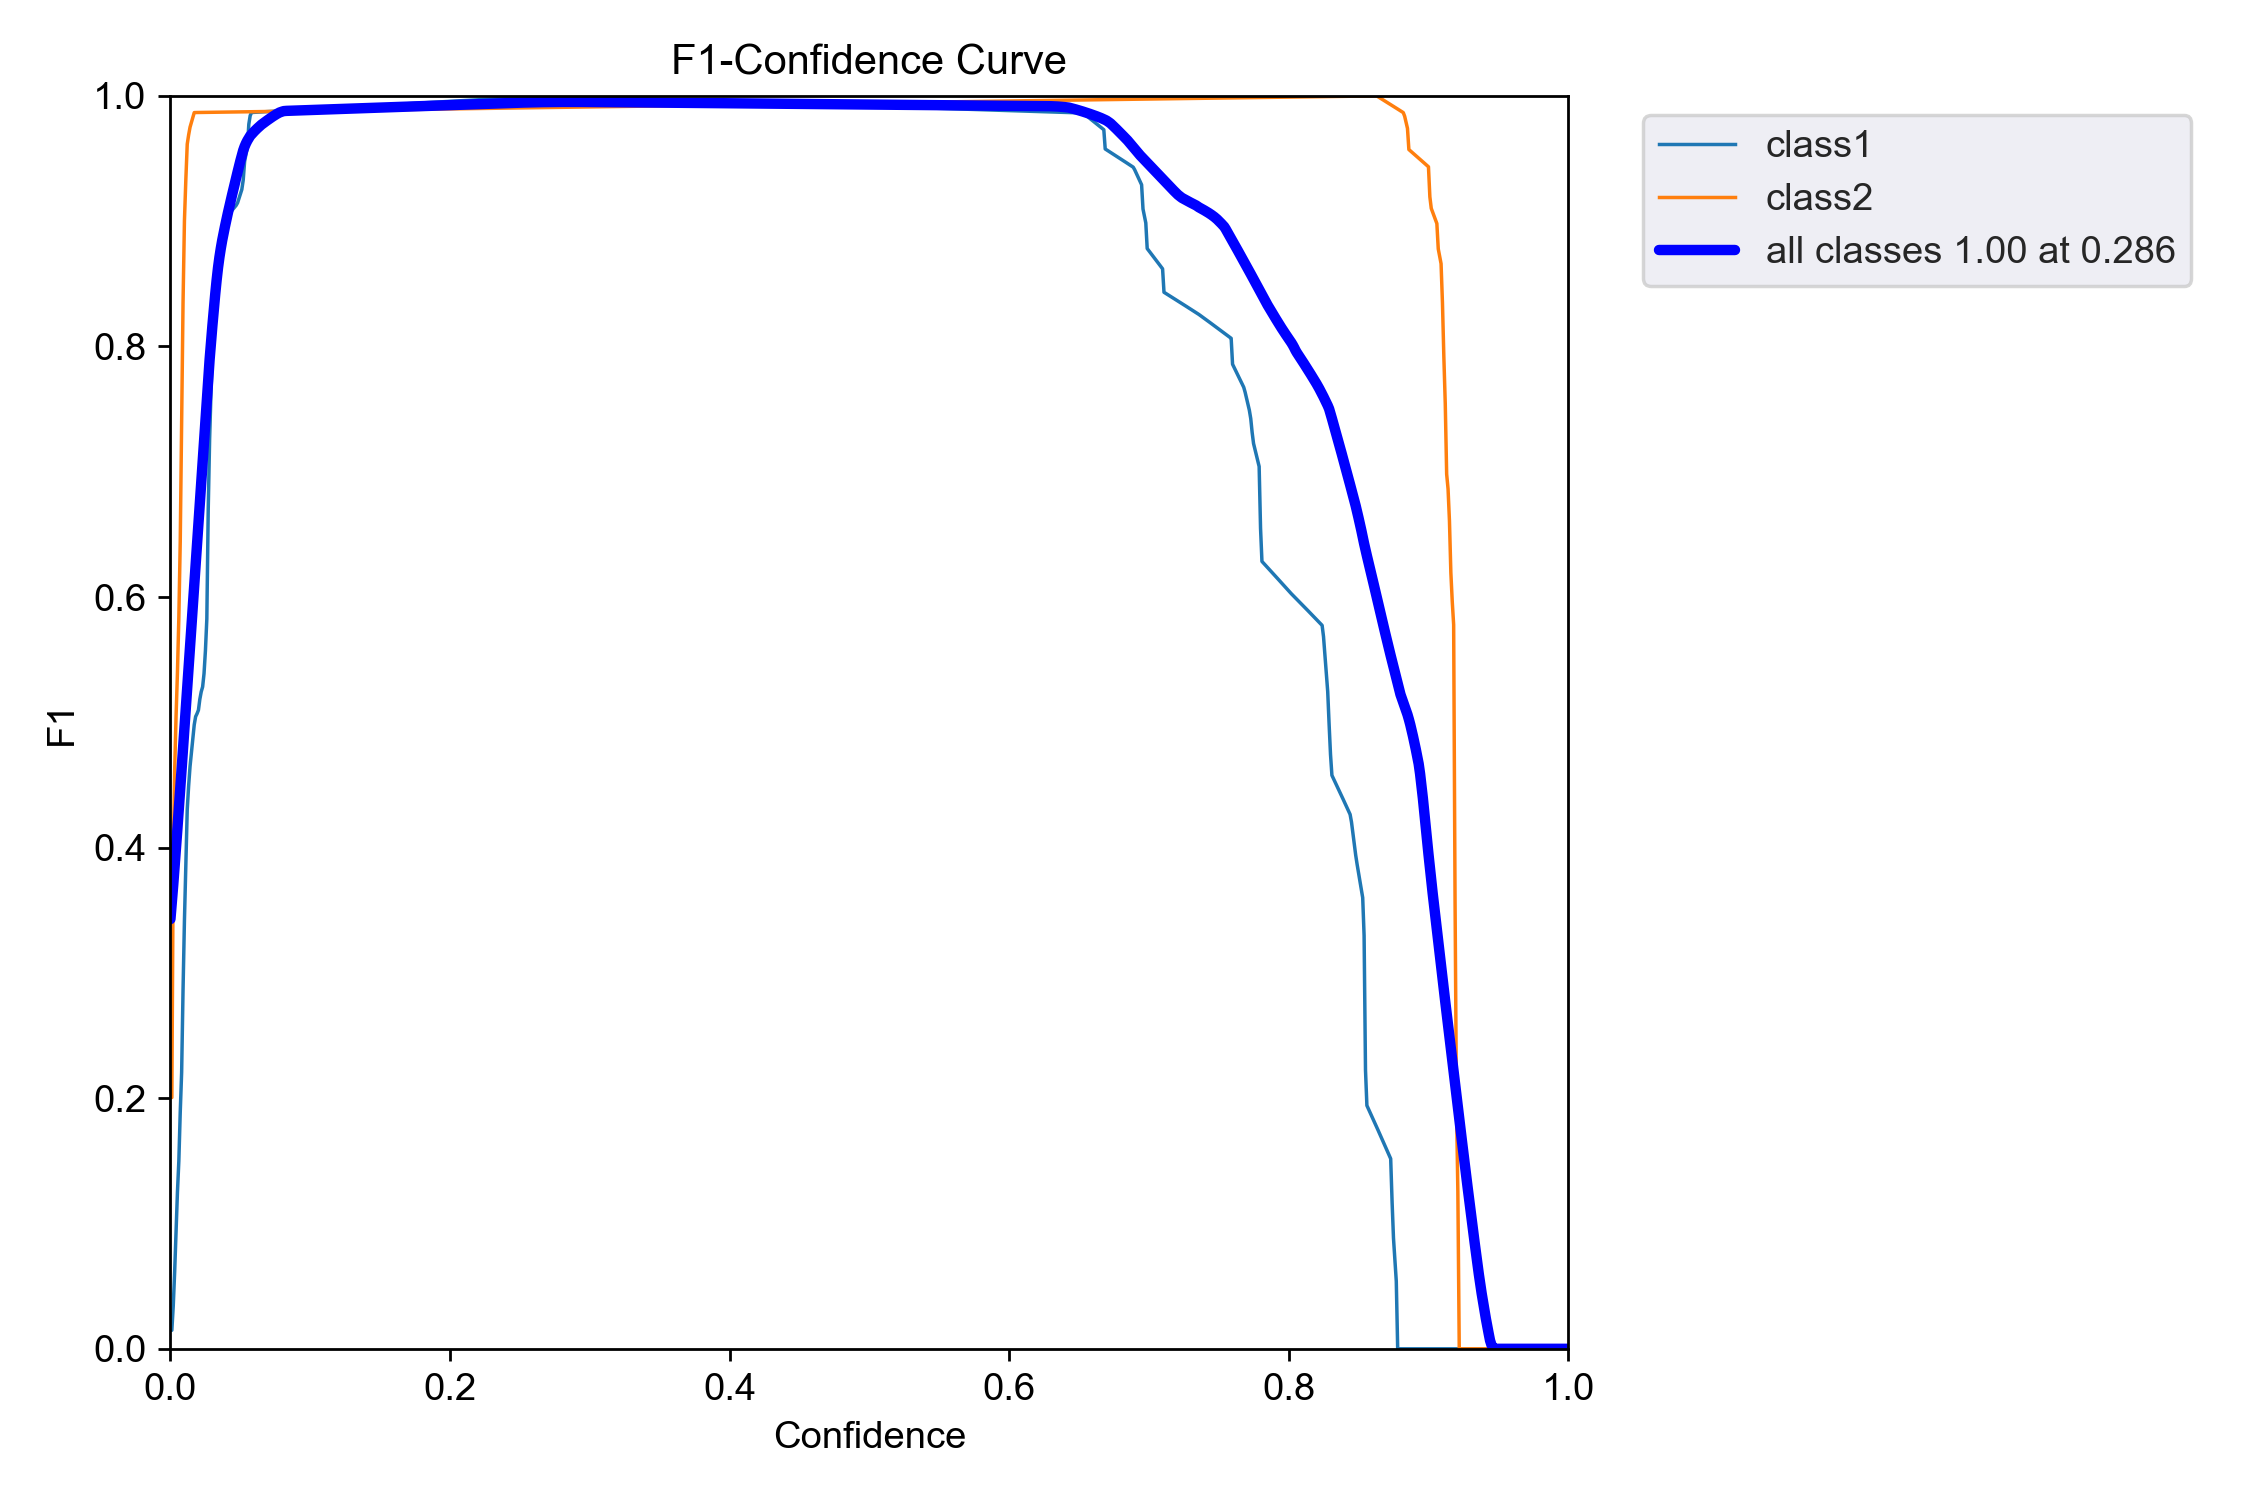 F1-Confidence Curve
1.0
0.8
0.6
0.4
0.2
0.0
F1
0.0 0.2 0.4 0.6 0.8 1.0
Confidence
class1
class2
all classes 1.00 at 0.286